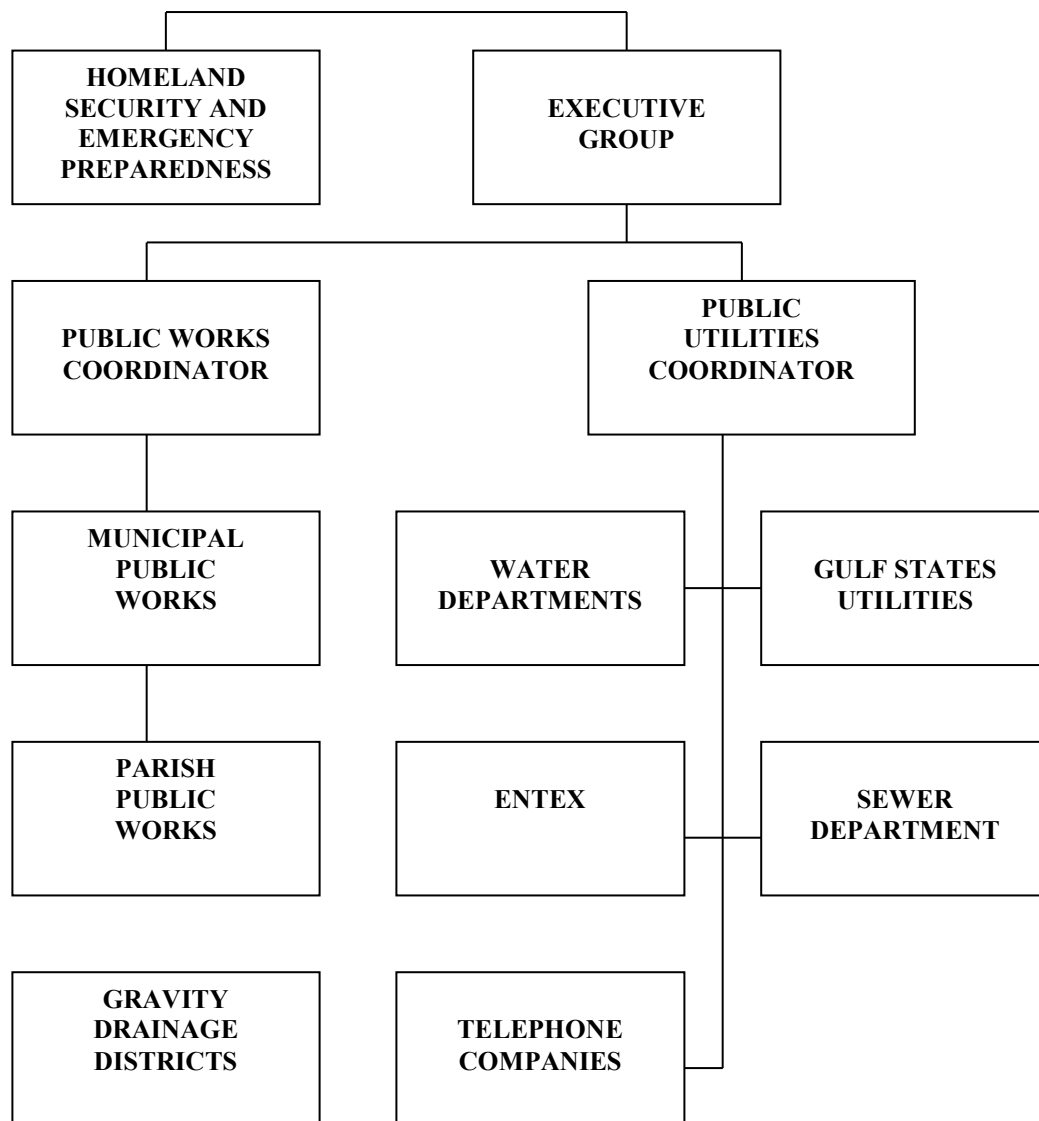 HOMELAND
SECURITY AND
EMERGENCY
PREPAREDNESS
EXECUTIVE
GROUP
PUBLIC WORKS
COORDINATOR
PUBLIC
UTILITIES
COORDINATOR
MUNICIPAL
PUBLIC
WORKS
WATER
DEPARTMENTS
GULF STATES
UTILITIES
PARISH
PUBLIC
WORKS
ENTEX
SEWER
DEPARTMENT
GRAVITY
DRAINAGE
DISTRICTS
TELEPHONE
COMPANIES